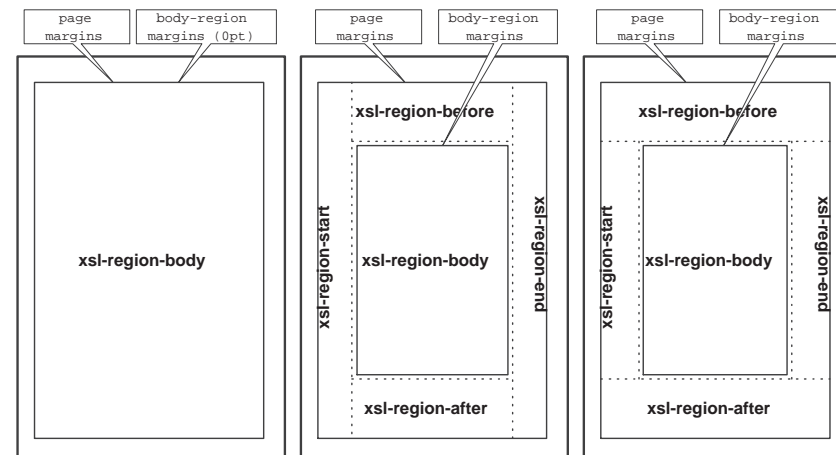 page
margins
body-region
margins (0pt)
xsl-region-body
page
margins
body-region
margins
xsl-region-before
xsl-region-start
xsl-region-body
xsl-region-end
xsl-region-after
page
margins
body-region
margins
xsl-region-before
xsl-region-start
xsl-region-body
xsl-region-end
xsl-region-after